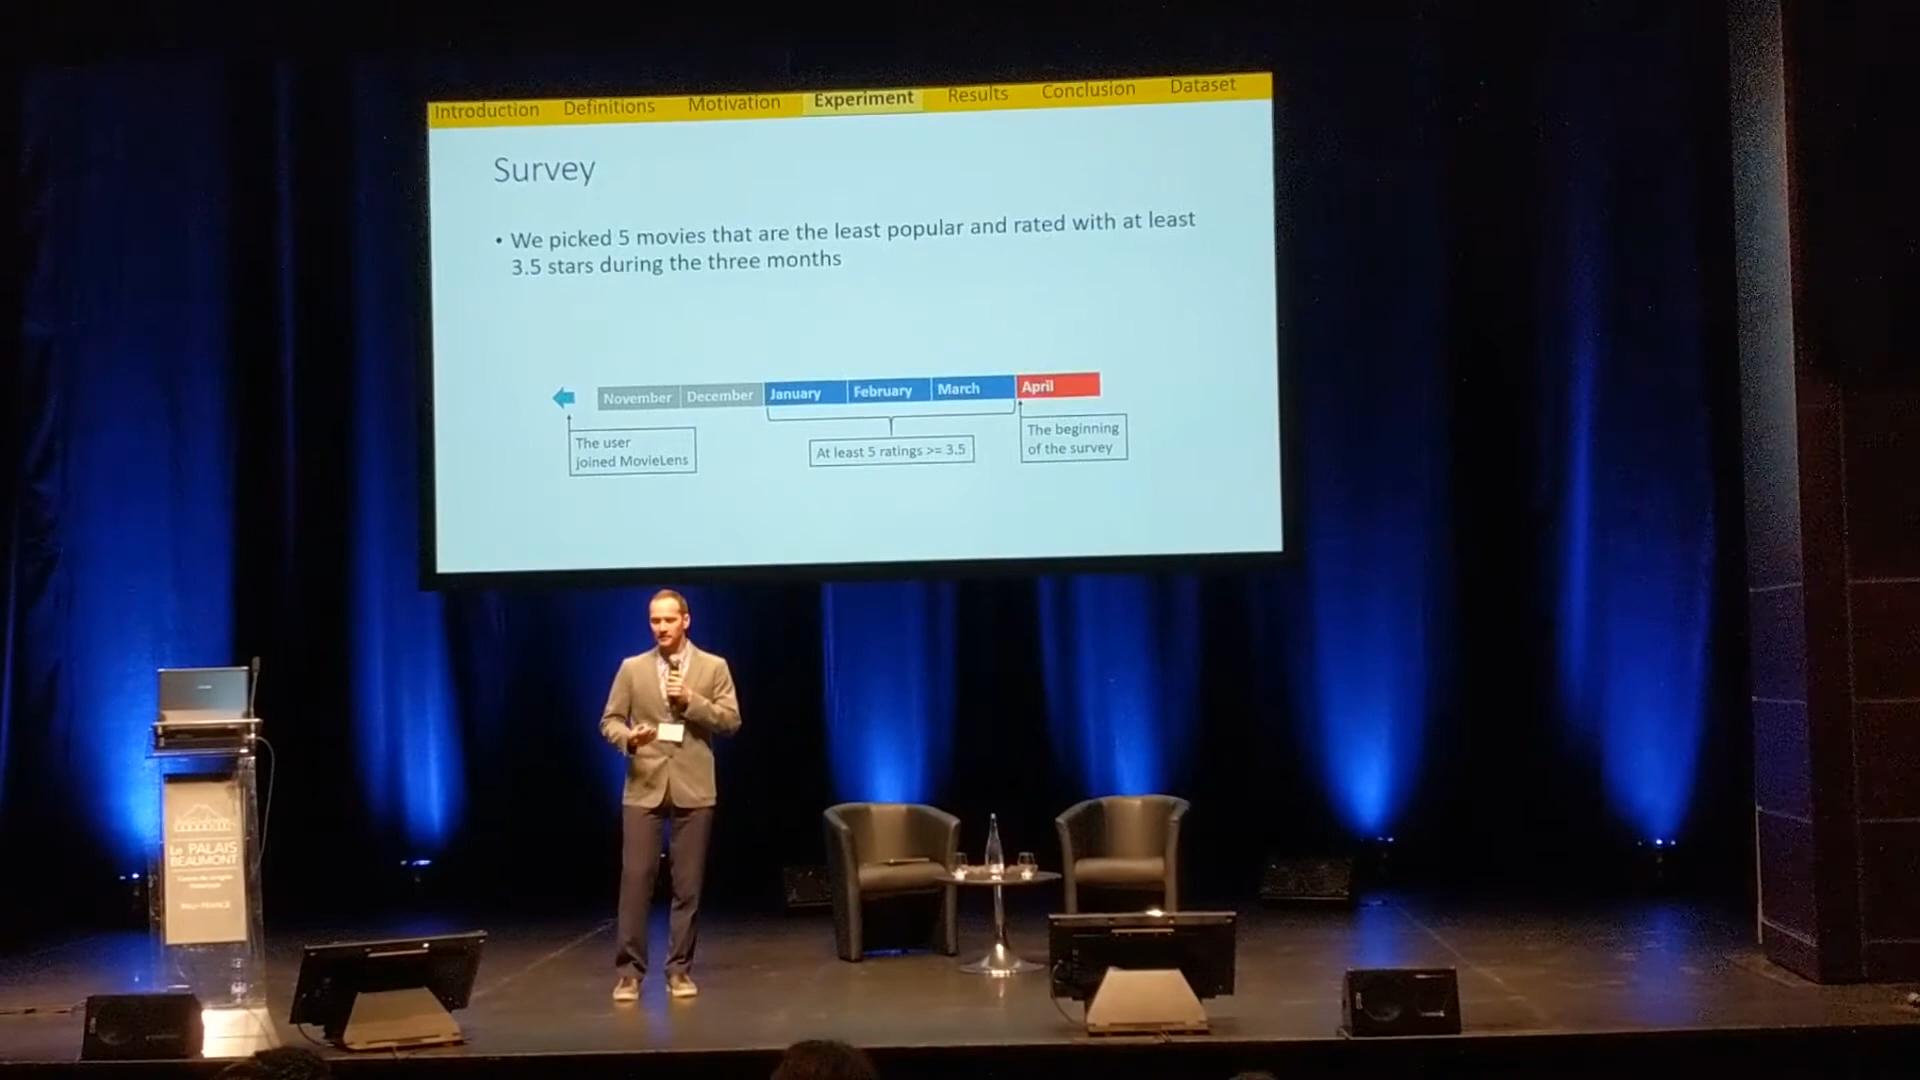 Introduction Definitions Motivation Experiment Results Conclusion Dataset
Survey
• We picked 5 movies that are the least popular and rated with at least
3.5 stars during the three months
November December January February March April
The user
joined MovieLens
At least 5 ratings >= 3.5
The beginning
of the survey
Le PALAIS
BEAUMONT